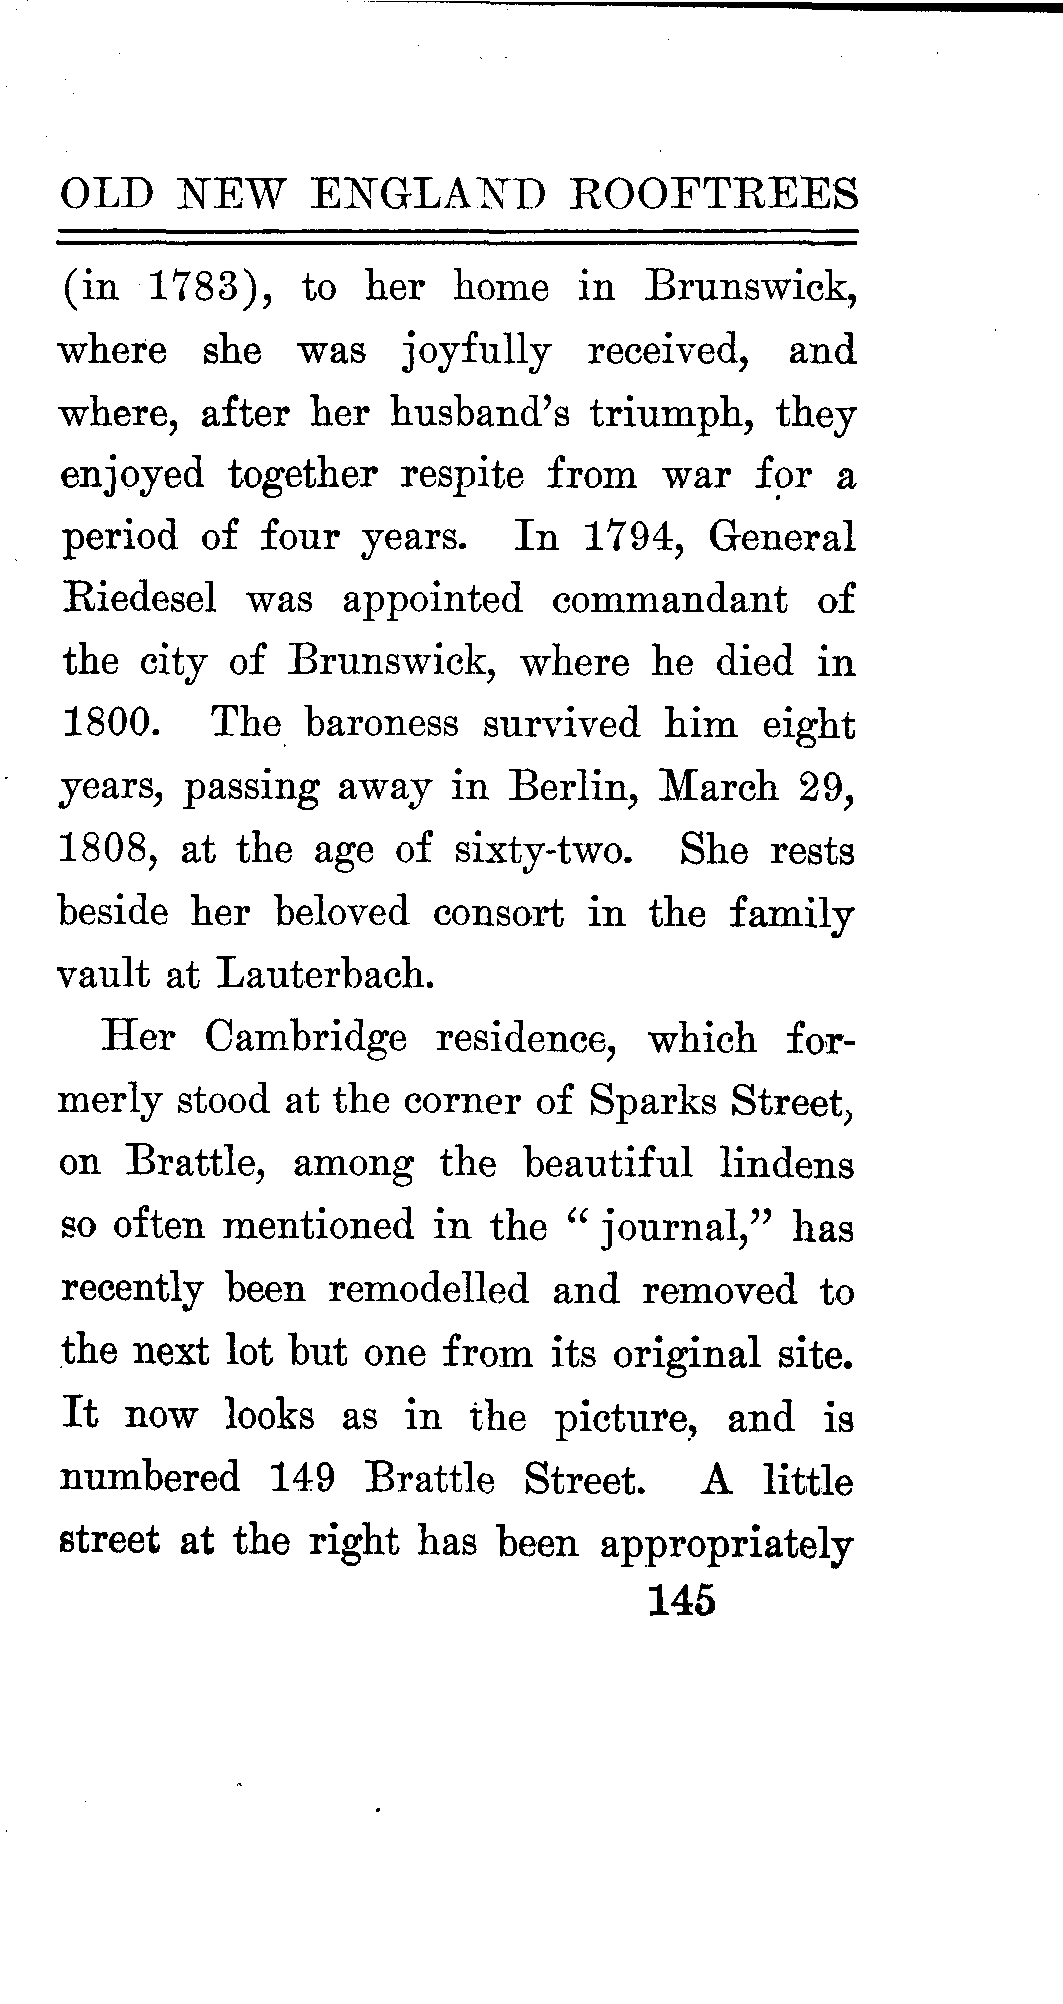 OLD NEW ENGLAND ROOFTREES
(in 1783), to her home in Brunswick,
where she was joyfully received, and
where, after her husband's triumph, they
enjoyed together respite from war for a
period of four years. In 1794, General
Riedesel was appointed commandant of
the city of Brunswick, where he died in
1800. The baroness survived him eight
years, passing away in Berlin, March 29,
1808, at the age of sixty-two. She rests
beside her beloved consort in the family
vault at Lauterbach.
Her Cambridge residence, which for-
merly stood at the corner of Sparks Street,
on Brattle, among the beautiful lindens
so often mentioned in the “ journal,” has
recently been remodelled and removed to
the next lot but one from its original site.
It now looks as in the picture, and is
numbered 149 Brattle Street. A little
street at the right has been appropriately
145